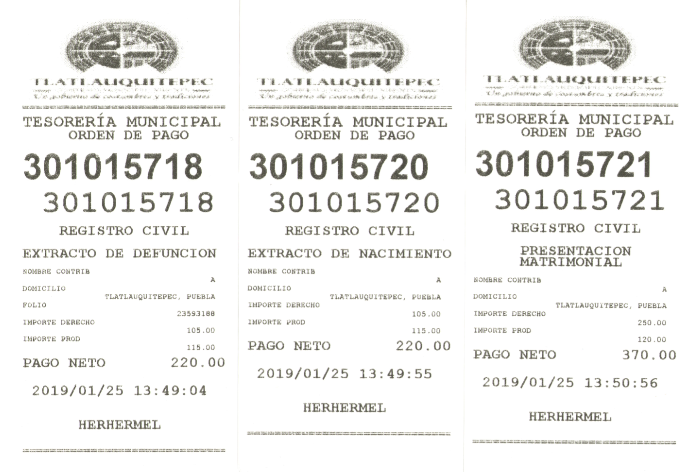 TLATLAUQUITEPEC
Un gobierno de costumbres y tradiciones
TESORERÍA MUNICIPAL
ORDEN DE PAGO
301015718
301015718
REGISTRO CIVIL
EXTRACTO DE DEFUNCION
NOMBRE CONTRIB
A
DOMICILIO
TLATLAUQUITEPEC, PUEBLA
FOLIO
23593188
IMPORTE DERECHO
105.00
IMPORTE PROD
115.00
PAGO NETO 220.00
2019/01/25 13:49:04
HERHERMEL
TLATLAUQUITEPEC
Un gobierno de costumbres y tradiciones
TESORERÍA MUNICIPAL
ORDEN DE PAGO
301015720
301015720
REGISTRO CIVIL
EXTRACTO DE NACIMIENTO
NOMBRE CONTRIB
A
DOMICILIO
TLATLAUQUITEPEC, PUEBLA
IMPORTE DERECHO
105.00
IMPORTE PROD
115.00
PAGO NETO 220.00
2019/01/25 13:49:55
HERHERMEL
TLATLAUQUITEPEC
Un gobierno de costumbres y tradiciones
TESORERÍA MUNICIPAL
ORDEN DE PAGO
301015721
301015721
REGISTRO CIVIL
PRESENTACION
MATRIMONIAL
NOMBRE CONTRIB
A
DOMICILIO
TLATLAUQUITEPEC, PUEBLA
IMPORTE DERECHO
250.00
IMPORTE PROD
120.00
PAGO NETO 370.00
2019/01/25 13:50:56
HERHERMEL